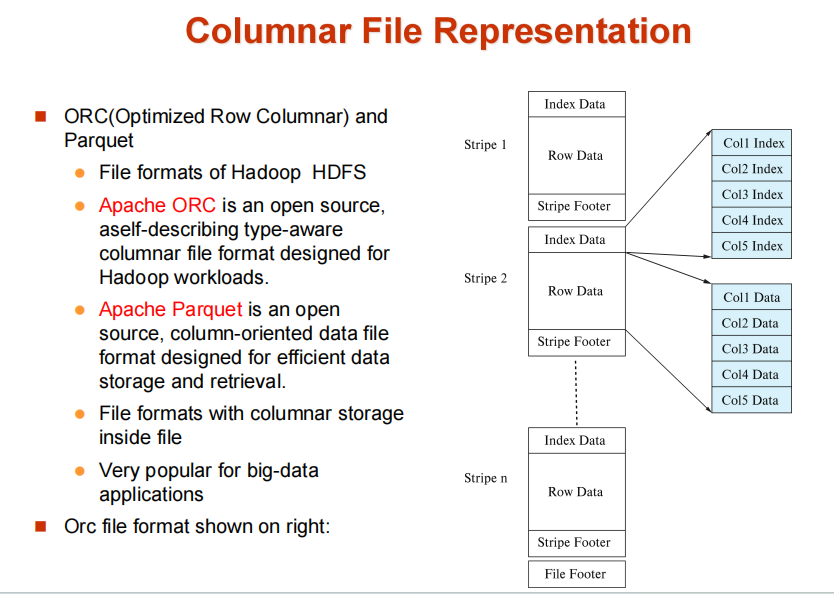 Columnar File Representation
ORC(Optimized Row Columnar) and
Parquet
File formats of Hadoop HDFS
Apache ORC is an open source,
aself-describing type-aware
columnar file format designed for
Hadoop workloads.
Apache Parquet is an open
source, column-oriented data file
format designed for efficient data
storage and retrieval.
File formats with columnar storage
inside file
Very popular for big-data
applications
Orc file format shown on right:
Stripe 1
Index Data
Row Data
Stripe Footer
Stripe 2
Index Data
Row Data
Stripe Footer
Stripe n
Index Data
Row Data
Stripe Footer
File Footer
Col1 Index
Col2 Index
Col3 Index
Col4 Index
Col5 Index
Col1 Data
Col2 Data
Col3 Data
Col4 Data
Col5 Data